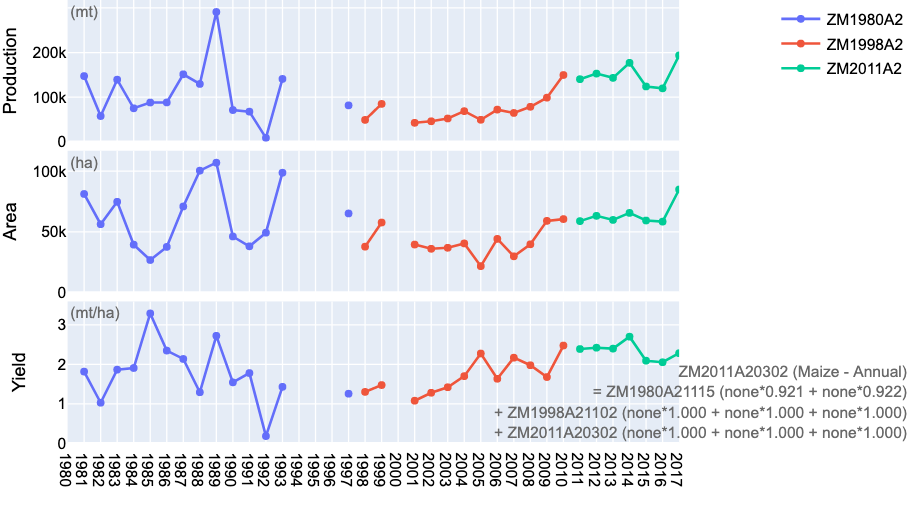 (mt)
Production
200k
100k
0
ZM1980A2
ZM1998A2
ZM2011A2
(ha)
Area
100k
50k
0
(mt/ha)
Yield
3
2
1
0
ZM2011A20302 (Maize - Annual)
= ZM1980A21115 (none*0.921 + none*0.922)
+ ZM1998A21102 (none*1.000 + none*1.000 + none*1.000)
+ ZM2011A20302 (none*1.000 + none*1.000 + none*1.000)
1980 1981 1982 1983 1984 1985 1986 1987 1988 1989 1990 1991 1992 1993 1994 1995 1996 1997 1998 1999 2000 2001 2002 2003 2004 2005 2006 2007 2008 2009 2010 2011 2012 2013 2014 2015 2016 2017